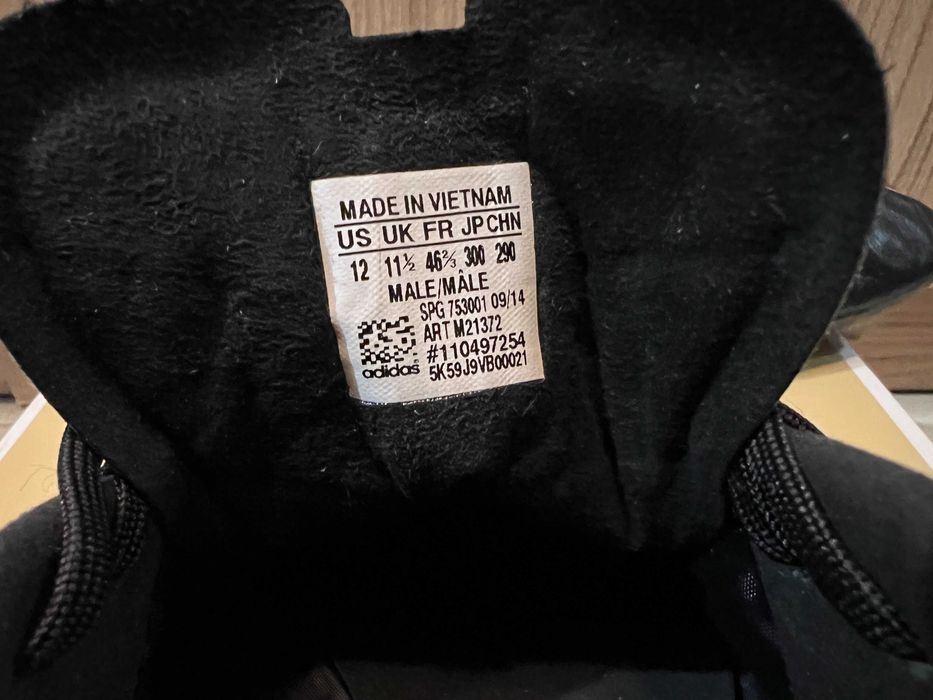 MADE IN VIETNAM
US UK FR JP CHN
12 11½ 46⅔ 300 290
MALE/MÂLE
SPG 753001 09/14
ART M21372
#110497254
adidas 5K59J9VB00021